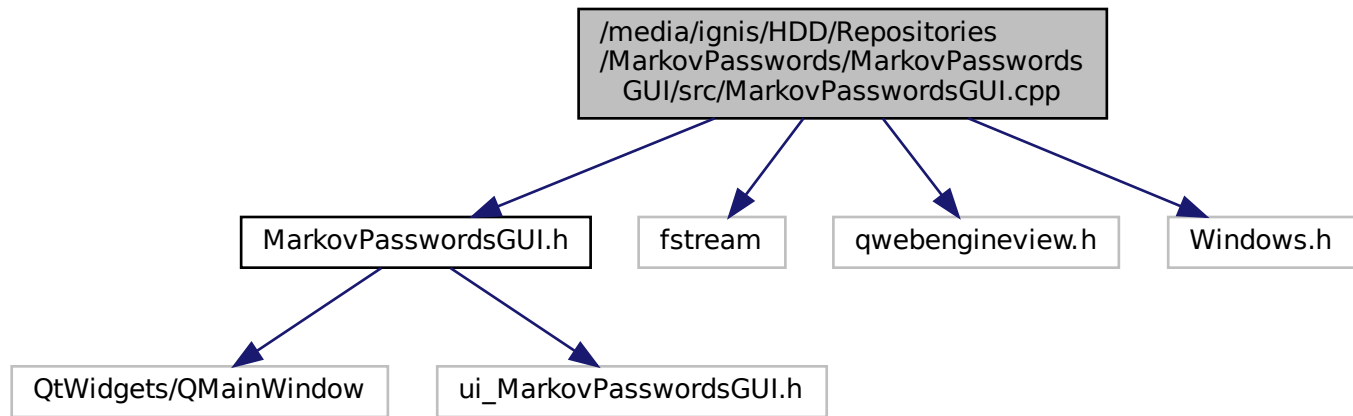 /media/ignis/HDD/Repositories
/MarkovPasswords/MarkovPasswords
GUI/src/MarkovPasswordsGUI.cpp
MarkovPasswordsGUI.h
fstream
qwebengineview.h
Windows.h
QtWidgets/QMainWindow
ui_MarkovPasswordsGUI.h